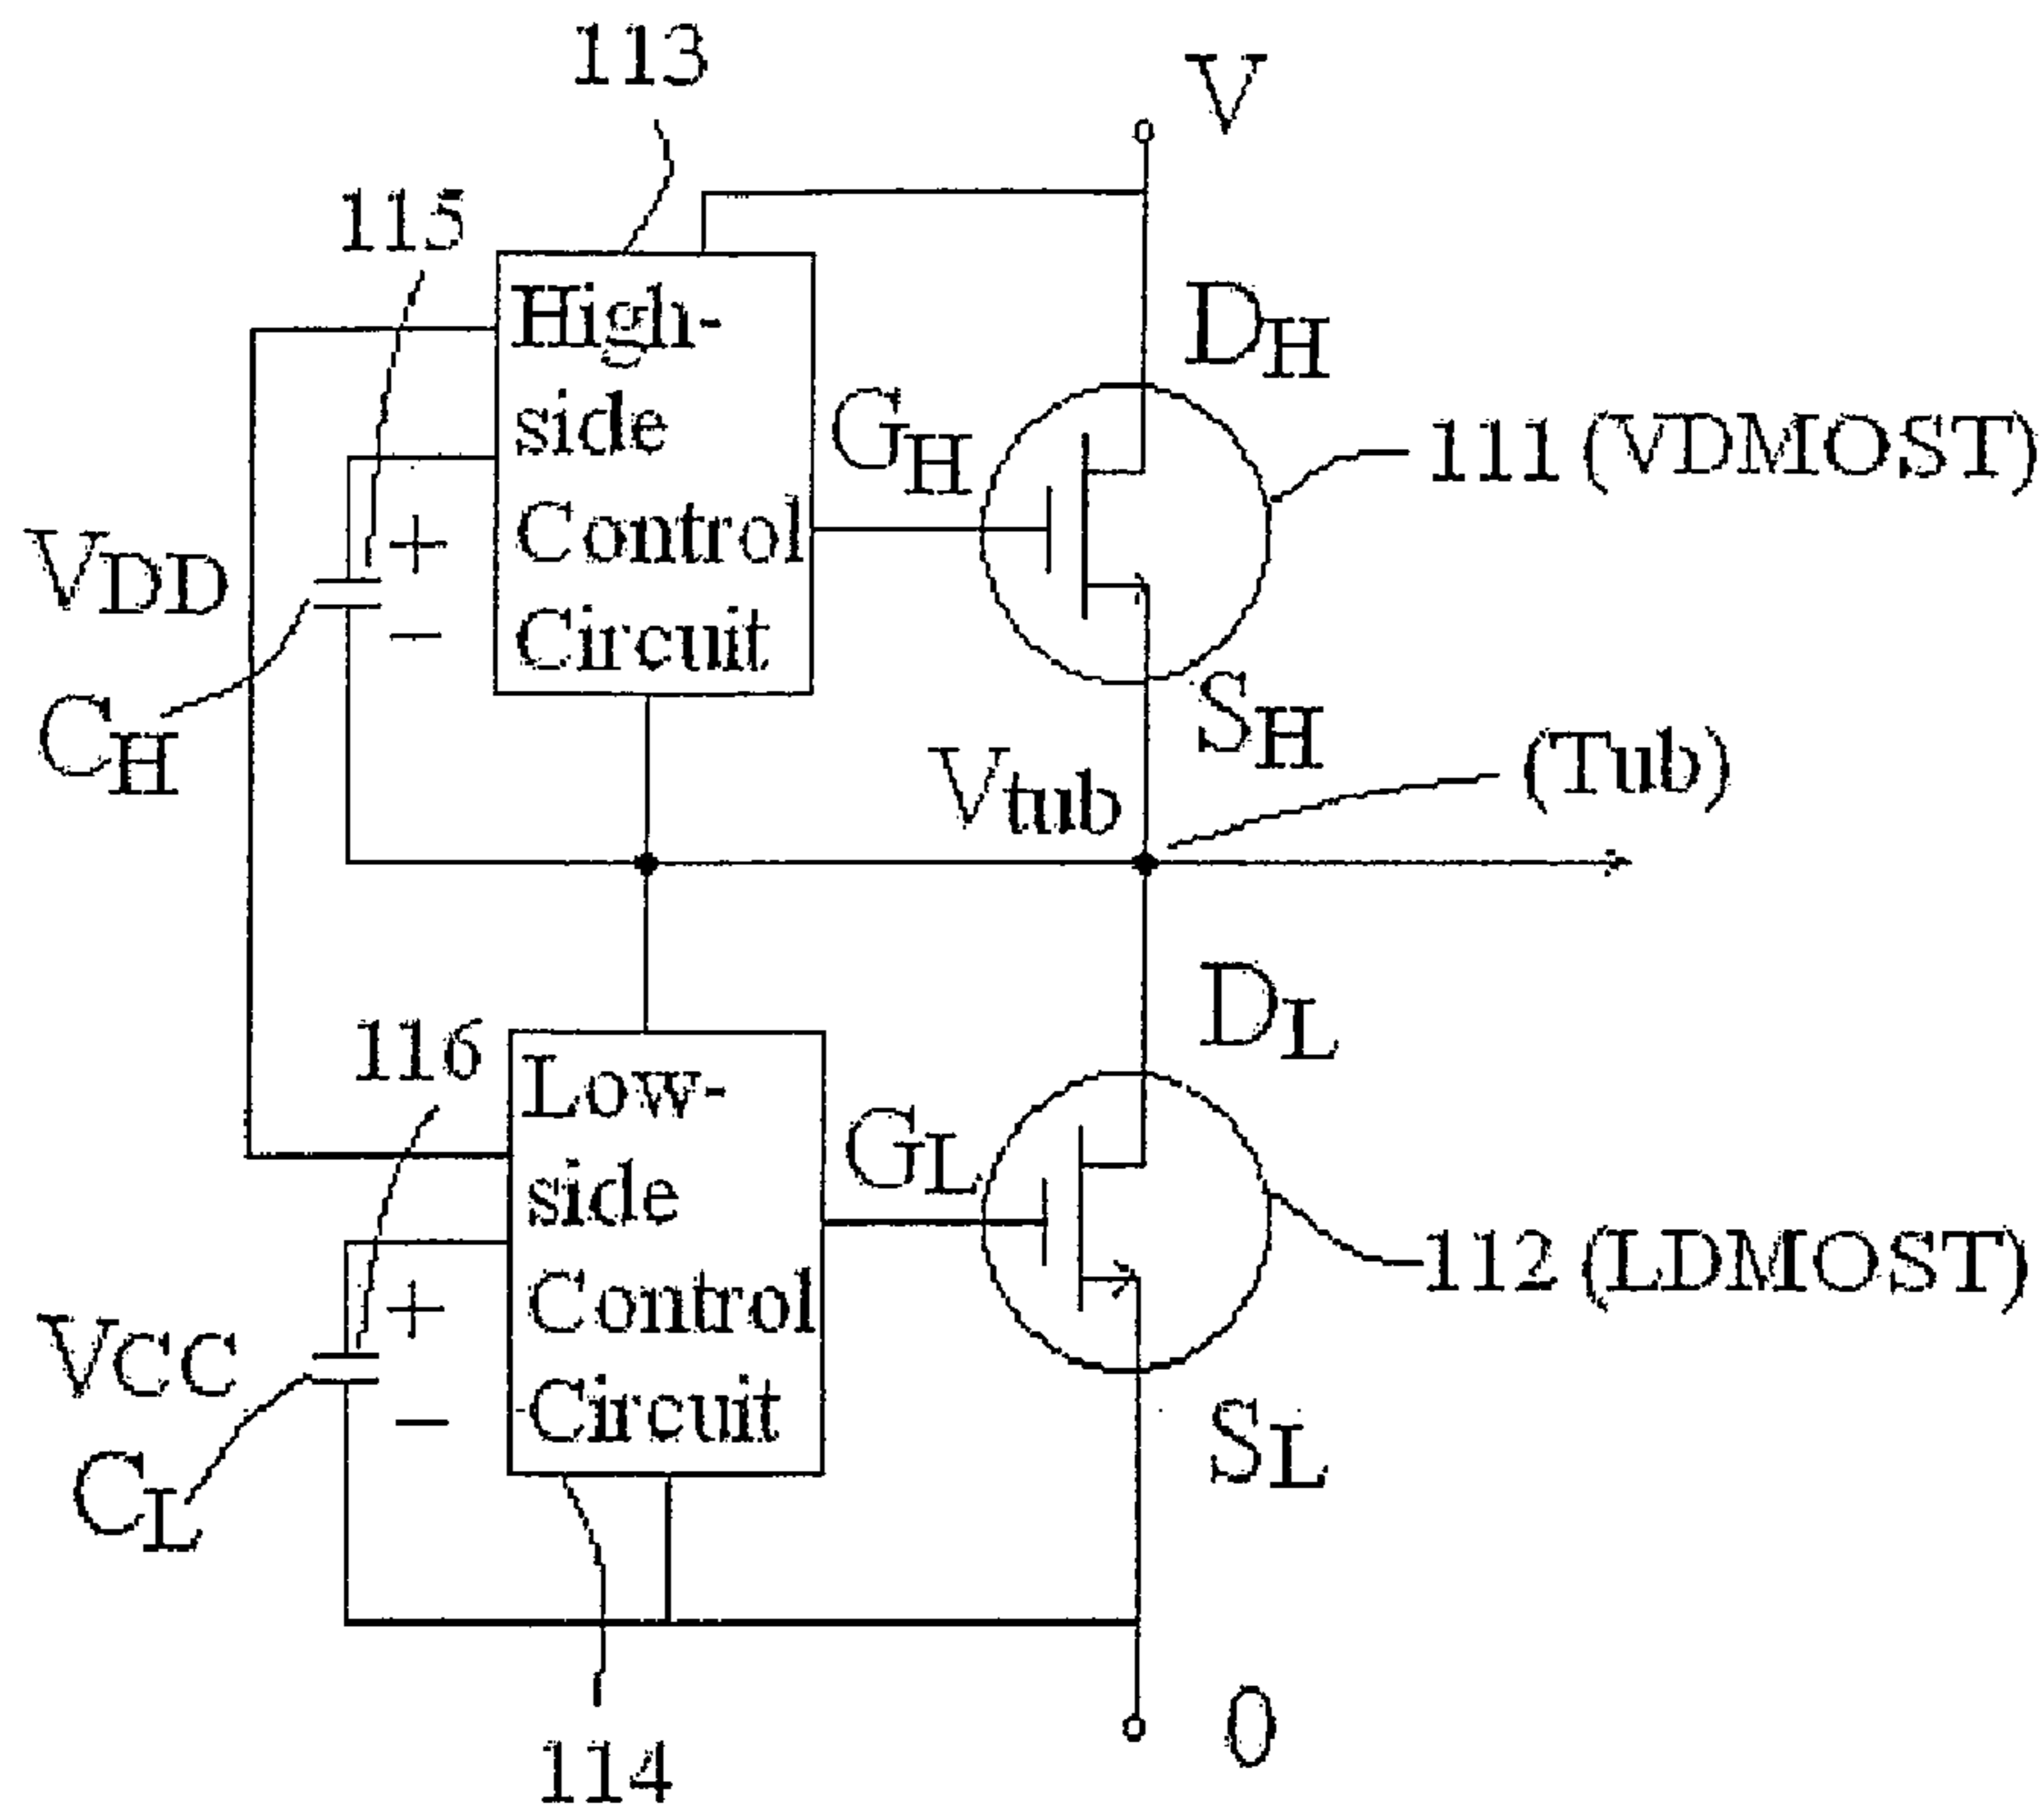 113
V
115
High-
side
Control
Circuit
DH
GH
111 (VDMOST)
+
VDD
−
CH
SH
Vtub
(Tub)
DL
116
Low-
side
Control
Circuit
GL
112 (LDMOST)
+
VCC
−
CL
SL
0
114